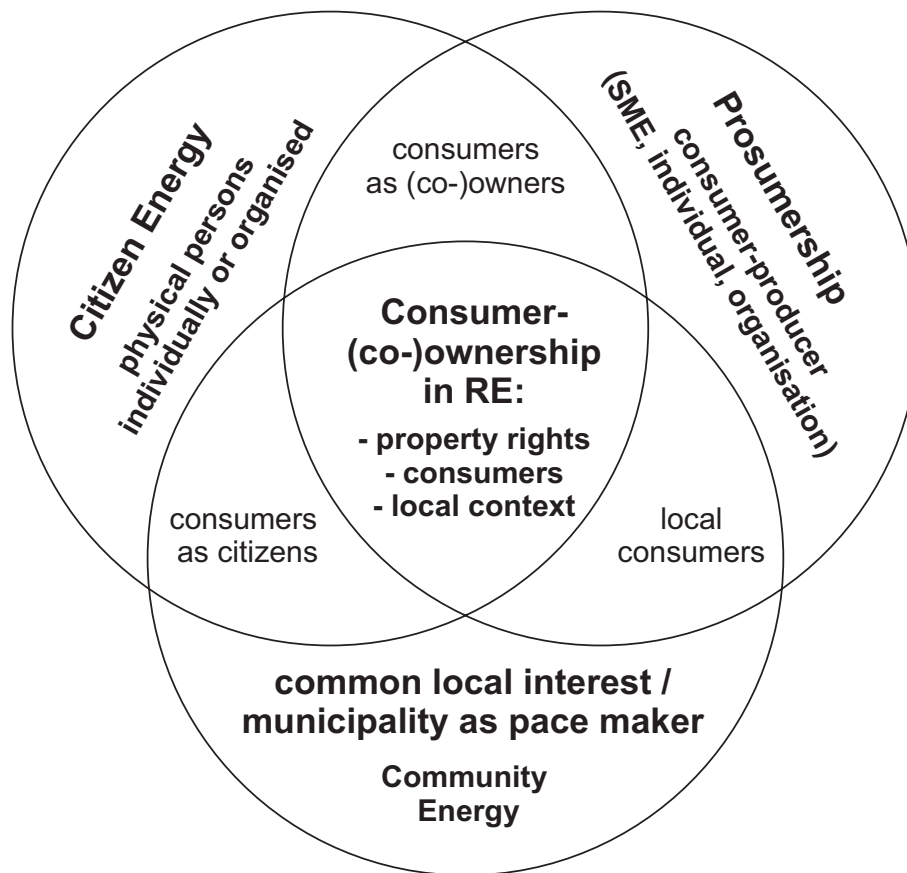 Citizen Energy
physical persons
individually or organised
consumers
as (co-)owners
Prosumership
consumer-producer
(SME, individual, organisation)
Consumer-
(co-)ownership
in RE:
- property rights
- consumers
- local context
consumers
as citizens
local
consumers
common local interest /
municipality as pace maker
Community
Energy